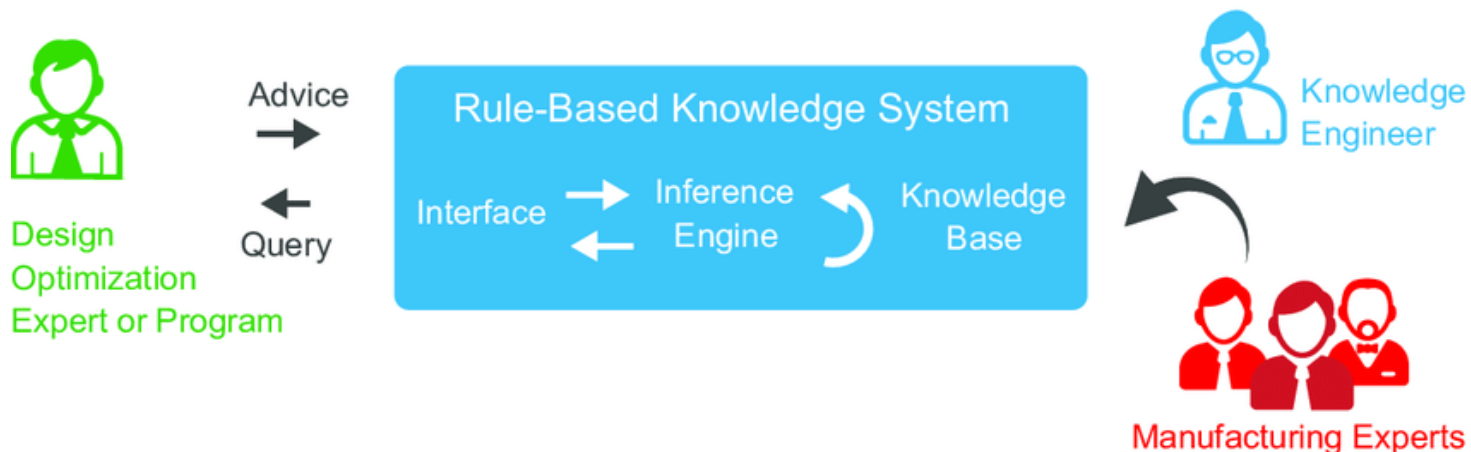 Advice
Query
Design
Optimization
Expert or Program
Rule-Based Knowledge System
Interface
Inference
Engine
Knowledge
Base
Knowledge
Engineer
Manufacturing Experts